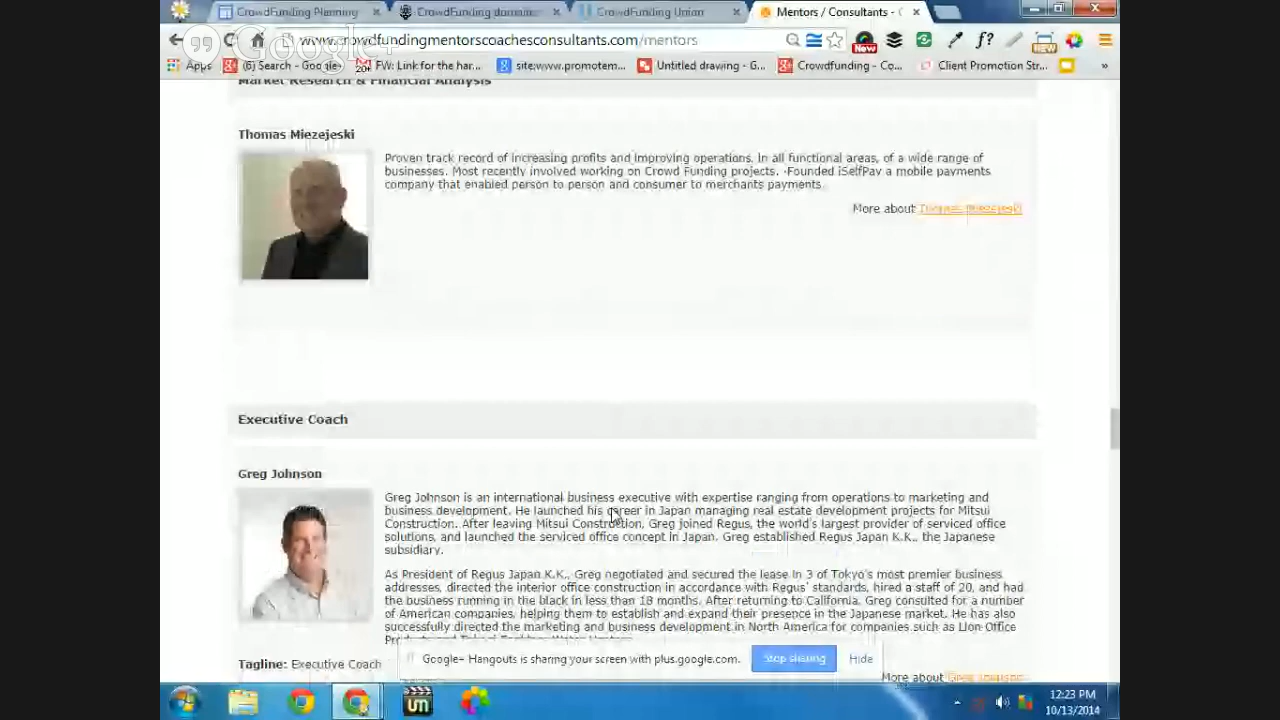 CrowdFunding Planning
CrowdFunding domain
CrowdFunding Union
Mentors / Consultants - C
Google+
www.crowdfundingmentorscoachesconsultants.com/mentors
New
f?
NEW
Apps
(6) Search - Google
20+
FW: Link for the har...
site:www.promotem...
Untitled drawing - G...
Crowdfunding - Co...
Client Promotion Str...
»
Market Research & Financial Analysis
Thomas Miezejeski
Proven track record of increasing profits and improving operations, in all functional areas, of a wide range of
businesses. Most recently involved working on Crowd Funding projects. -Founded iSelfPay a mobile payments
company that enabled person to person and consumer to merchants payments.
More about Thomas Miezejeski
Executive Coach
Greg Johnson
Greg Johnson is an international business executive with expertise ranging from operations to marketing and
business development. He launched his career in Japan managing real estate development projects for Mitsui
Construction. After leaving Mitsui Construction, Greg joined Regus, the world's largest provider of serviced office
solutions, and launched the serviced office concept in Japan. Greg established Regus Japan K.K., the Japanese
subsidiary.
As President of Regus Japan K.K., Greg negotiated and secured the lease in 3 of Tokyo's most premier business
addresses, directed the interior office construction in accordance with Regus' standards, hired a staff of 20, and had
the business running in the black in less than 18 months. After returning to California, Greg consulted for a number
of American companies, helping them to establish and expand their presence in the Japanese market. He has also
successfully directed the marketing and business development in North America for companies such as Lion Office
Tagline: Executive Coach
Google+ Hangouts is sharing your screen with plus.google.com.
Stop sharing
Hide
More about Greg Johnson
um
12:23 PM
10/13/2014